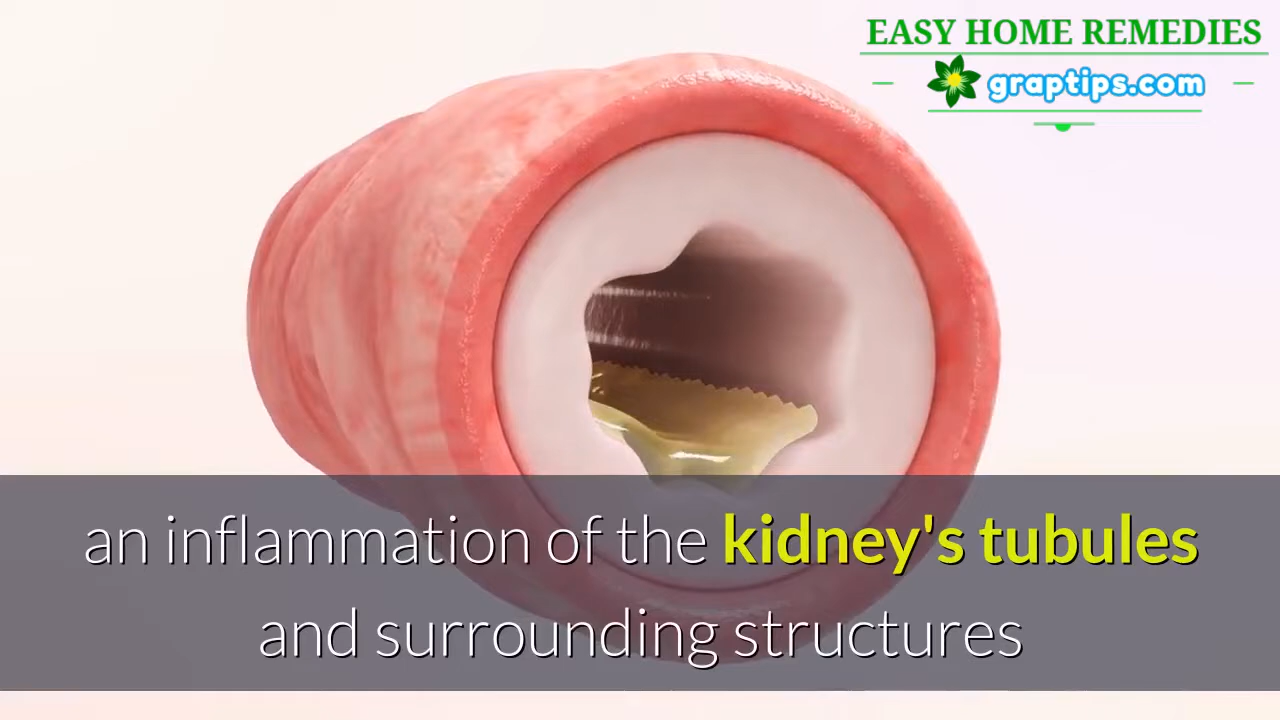 EASY HOME REMEDIES
graptips.com
an inflammation of the kidney's tubules
and surrounding structures